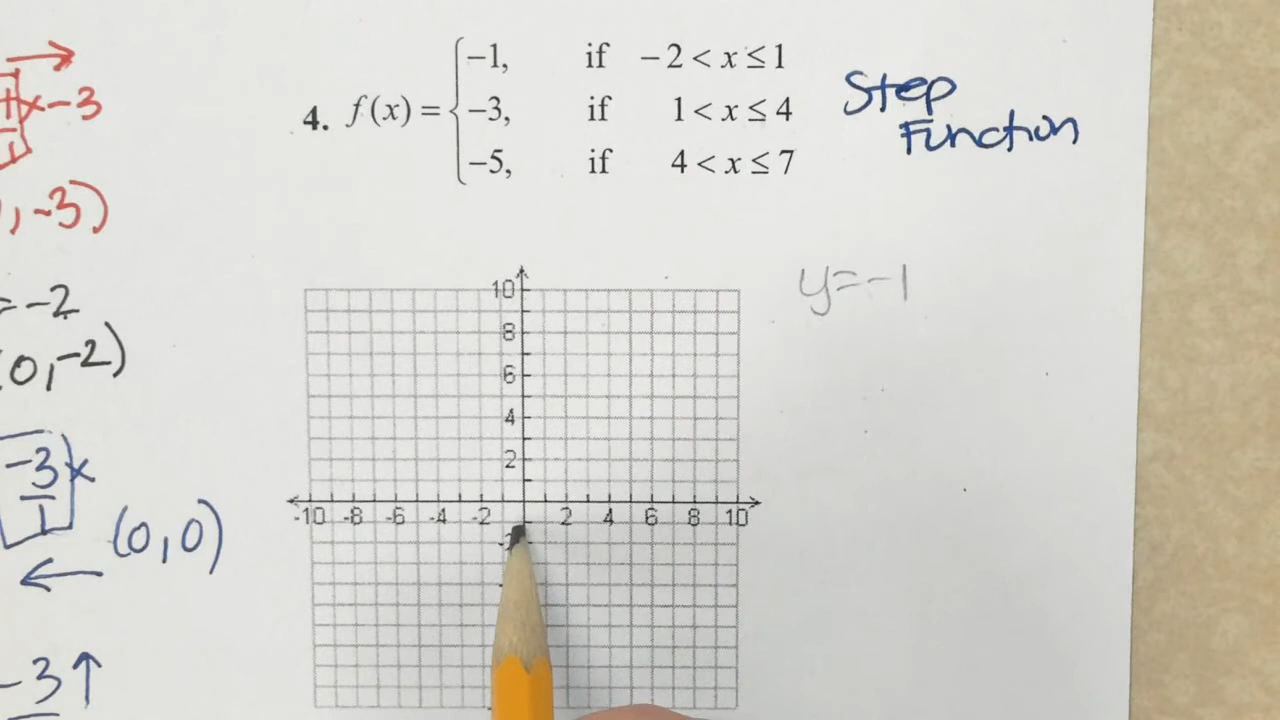 x-3
4. f(x) = { -1, if -2 < x ≤ 1
-3, if 1 < x ≤ 4
-5, if 4 < x ≤ 7
Step
Function
, -3)
= -2
(0, -2)
-3/1 x
(0, 0)
-3
y = -1
10
8
6
4
2
-10 -8 -6 -4 -2 2 4 6 8 10